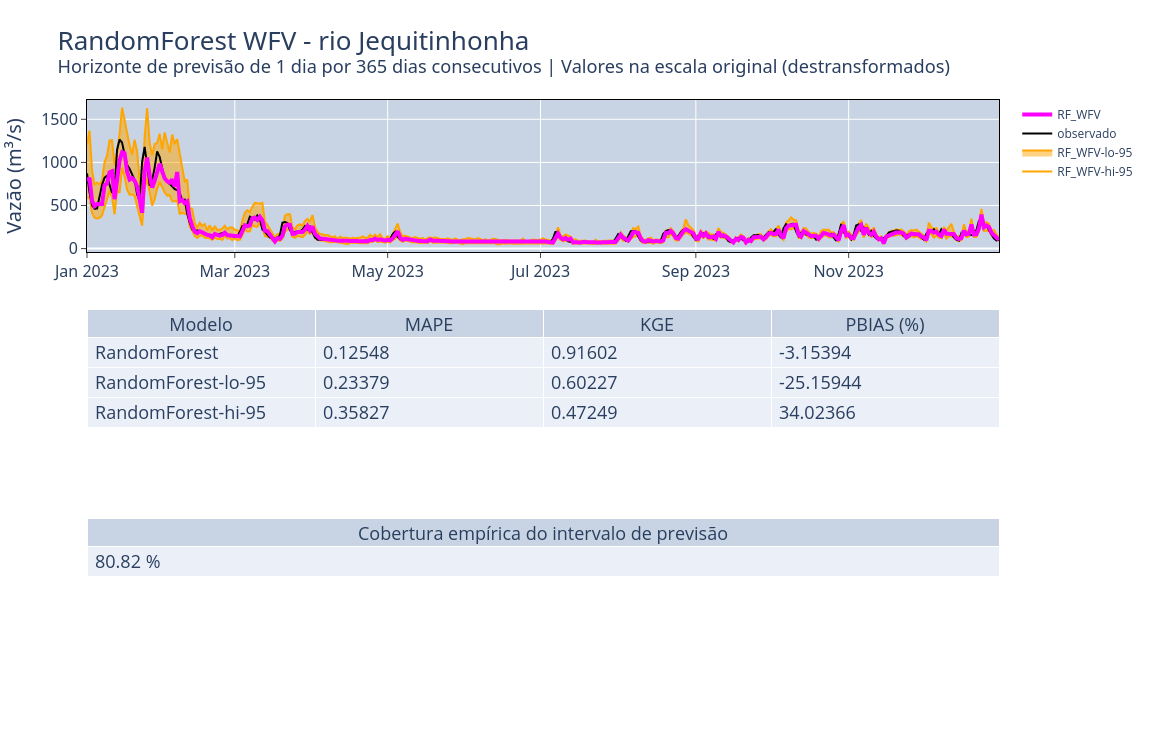 RandomForest WFV - rio Jequitinhonha
Horizonte de previsão de 1 dia por 365 dias consecutivos | Valores na escala original (destransformados)
Vazão (m³/s)
1500
1000
500
0
Jan 2023 Mar 2023 May 2023 Jul 2023 Sep 2023 Nov 2023
RF_WFV
observado
RF_WFV-lo-95
RF_WFV-hi-95
Modelo MAPE KGE PBIAS (%)
RandomForest 0.12548 0.91602 -3.15394
RandomForest-lo-95 0.23379 0.60227 -25.15944
RandomForest-hi-95 0.35827 0.47249 34.02366
Cobertura empírica do intervalo de previsão
80.82 %